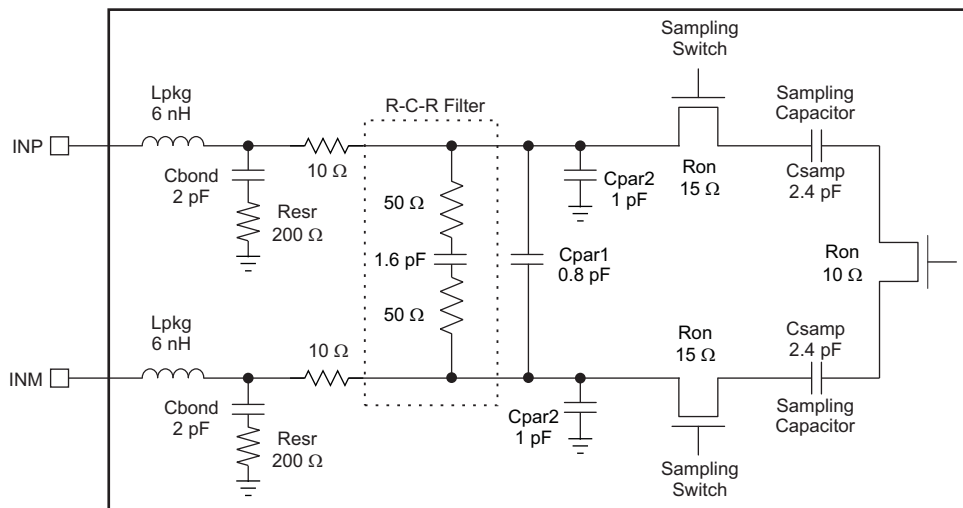 Sampling
Switch
Lpkg
6 nH
R-C-R Filter
Sampling
Capacitor
INP
10 Ω
Cbond
2 pF
Resr
200 Ω
50 Ω
1.6 pF
50 Ω
Cpar1
0.8 pF
Cpar2
1 pF
Ron
15 Ω
Csamp
2.4 pF
Ron
10 Ω
Lpkg
6 nH
10 Ω
Ron
15 Ω
Csamp
2.4 pF
INM
Cbond
2 pF
Resr
200 Ω
Cpar2
1 pF
Sampling
Capacitor
Sampling
Switch